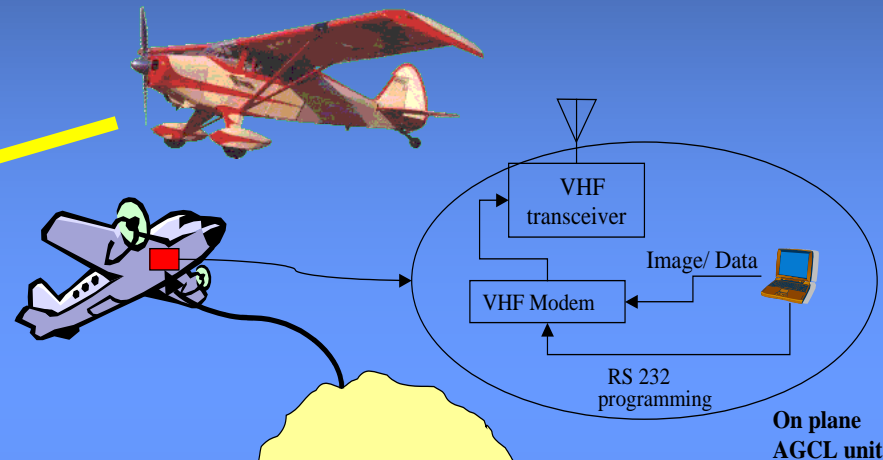 VHF
transceiver
Image/ Data
VHF Modem
RS 232
programming
On plane
AGCL unit